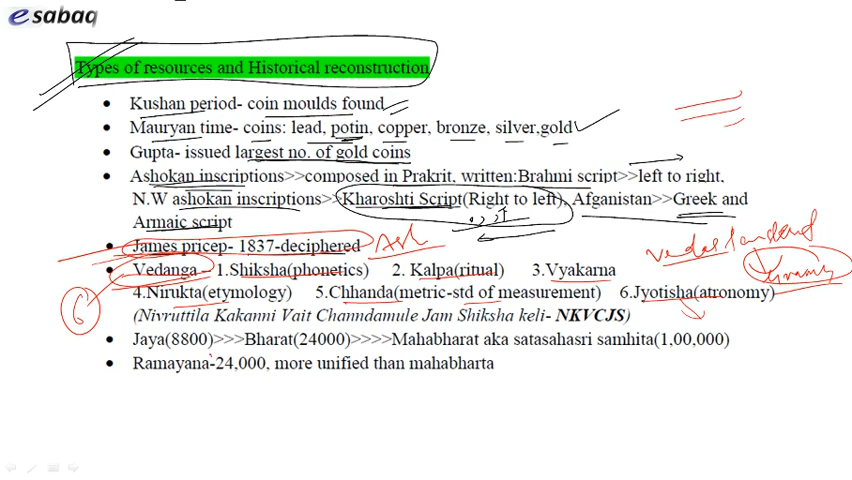 esabaq
Types of resources and Historical reconstruction
• Kushan period- coin moulds found
• Mauryan time- coins: lead, potin, copper, bronze, silver,gold
• Gupta- issued largest no. of gold coins
• Ashokan inscriptions>>composed in Prakrit, written:Brahmi script>>left to right,
N.W ashokan inscriptions>>Kharoshti Script(Right to left), Afganistan>>Greek and
Armaic script
• James pricep- 1837-deciphered Ash
• Vedanga – 1.Shiksha(phonetics) 2. Kalpa(ritual) 3.Vyakarna
4.Nirukta(etymology) 5.Chhanda(metric-std of measurement) 6.Jyotisha(atronomy)
6
(Nivruttila Kakanni Vait Channdamule Jam Shiksha keli- NKVCJS)
• Jaya(8800)>>>Bharat(24000)>>>>Mahabharat aka satasahasri samhita(1,00,000)
• Ramayana-24,000, more unified than mahabharta